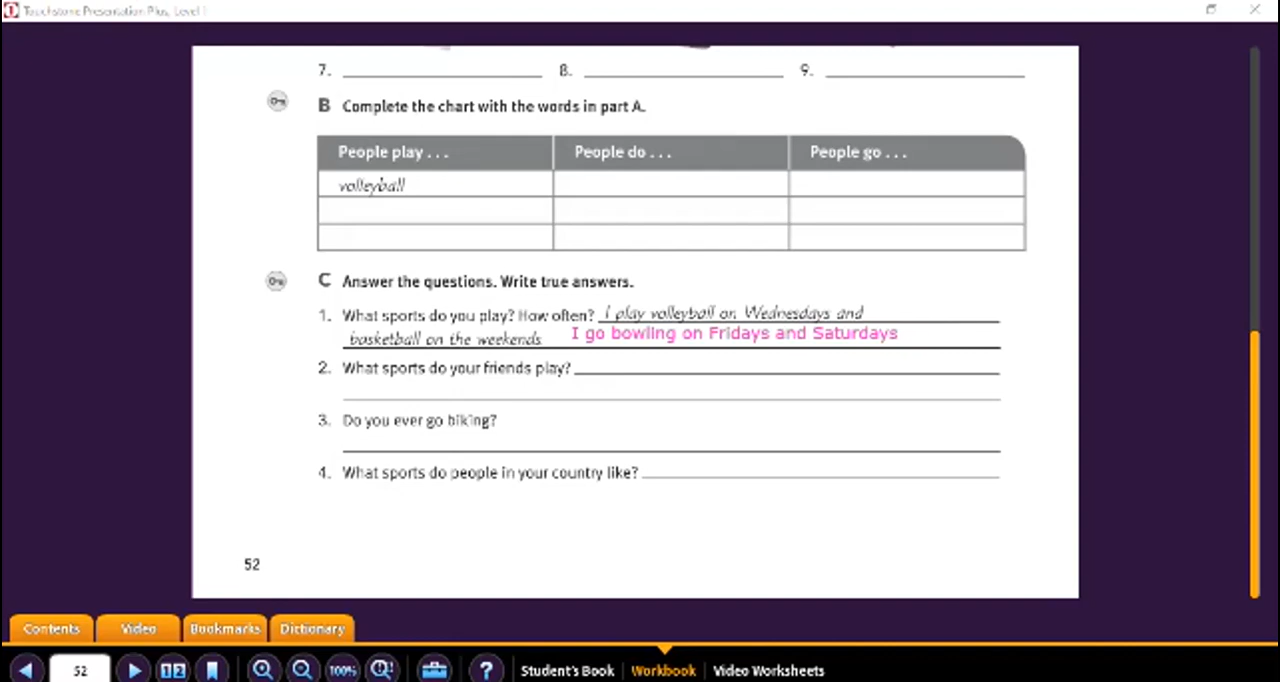 Touchstone Presentation Plus, Level 1
7. 8. 9.
B Complete the chart with the words in part A.
People play . . . People do . . . People go . . .
volleyball
C Answer the questions. Write true answers.
1. What sports do you play? How often? I play volleyball on Wednesdays and
basketball on the weekends. I go bowling on Fridays and Saturdays
2. What sports do your friends play?
3. Do you ever go biking?
4. What sports do people in your country like?
52
Contents Video Bookmarks Dictionary
52 1 2 100% ? Student's Book Workbook Video Worksheets